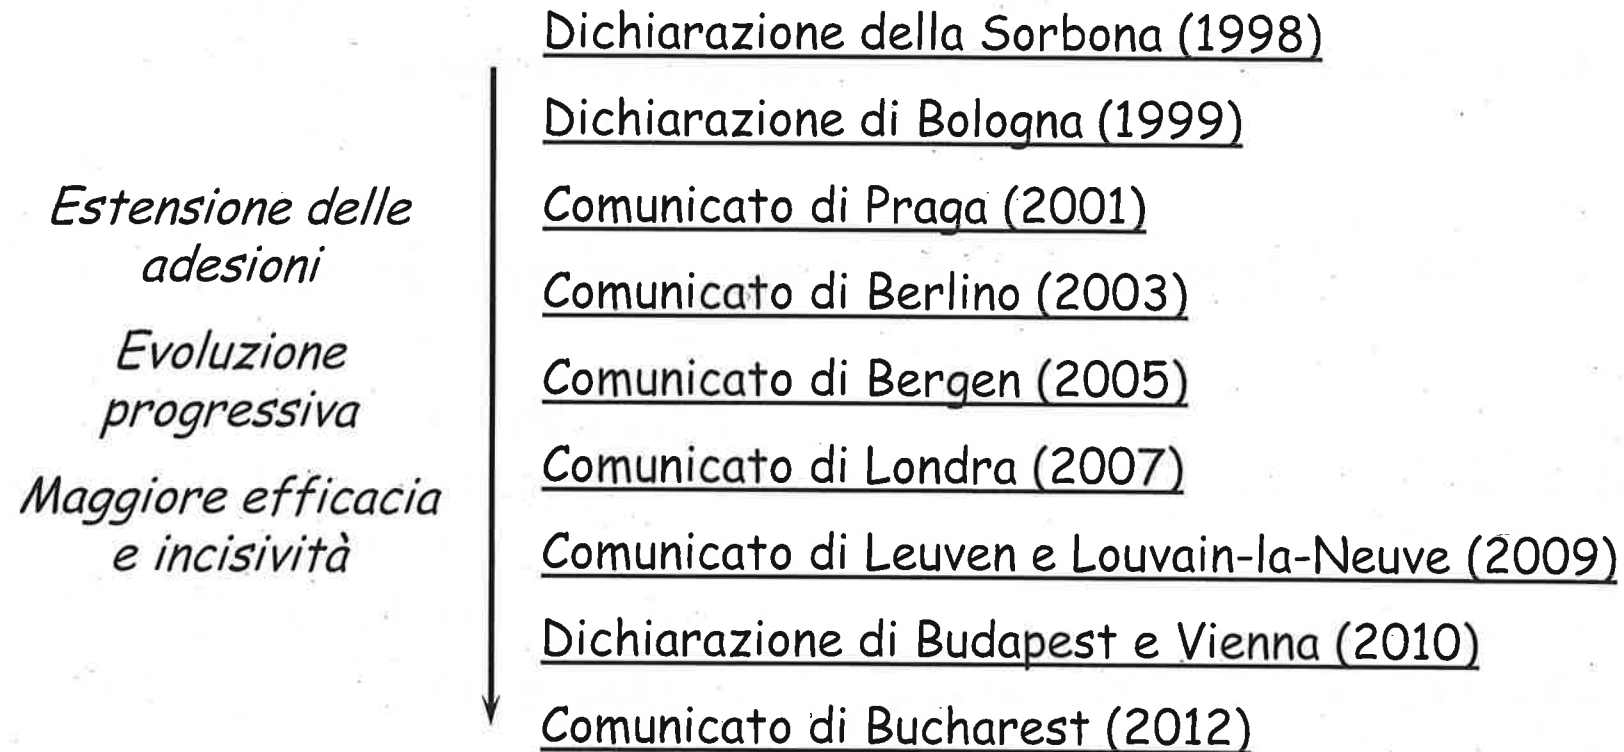 Dichiarazione della Sorbona (1998)
Dichiarazione di Bologna (1999)
Estensione delle
adesioni
Comunicato di Praga (2001)
Comunicato di Berlino (2003)
Evoluzione
progressiva
Comunicato di Bergen (2005)
Comunicato di Londra (2007)
Maggiore efficacia
e incisività
Comunicato di Leuven e Louvain-la-Neuve (2009)
Dichiarazione di Budapest e Vienna (2010)
Comunicato di Bucharest (2012)